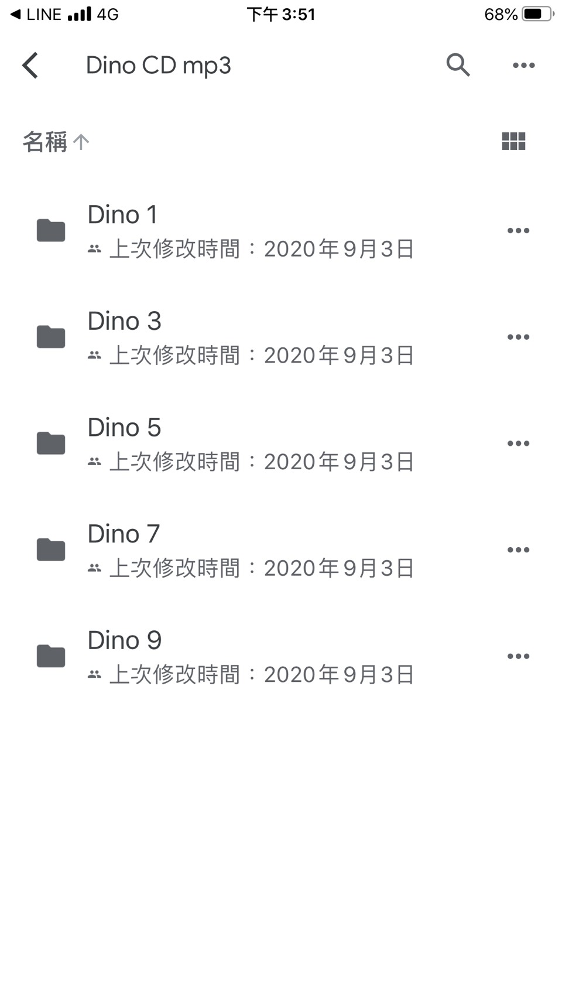 ◀ LINE 4G 下午 3:51 68%
Dino CD mp3
名稱
Dino 1
上次修改時間：2020年9月3日
Dino 3
上次修改時間：2020年9月3日
Dino 5
上次修改時間：2020年9月3日
Dino 7
上次修改時間：2020年9月3日
Dino 9
上次修改時間：2020年9月3日